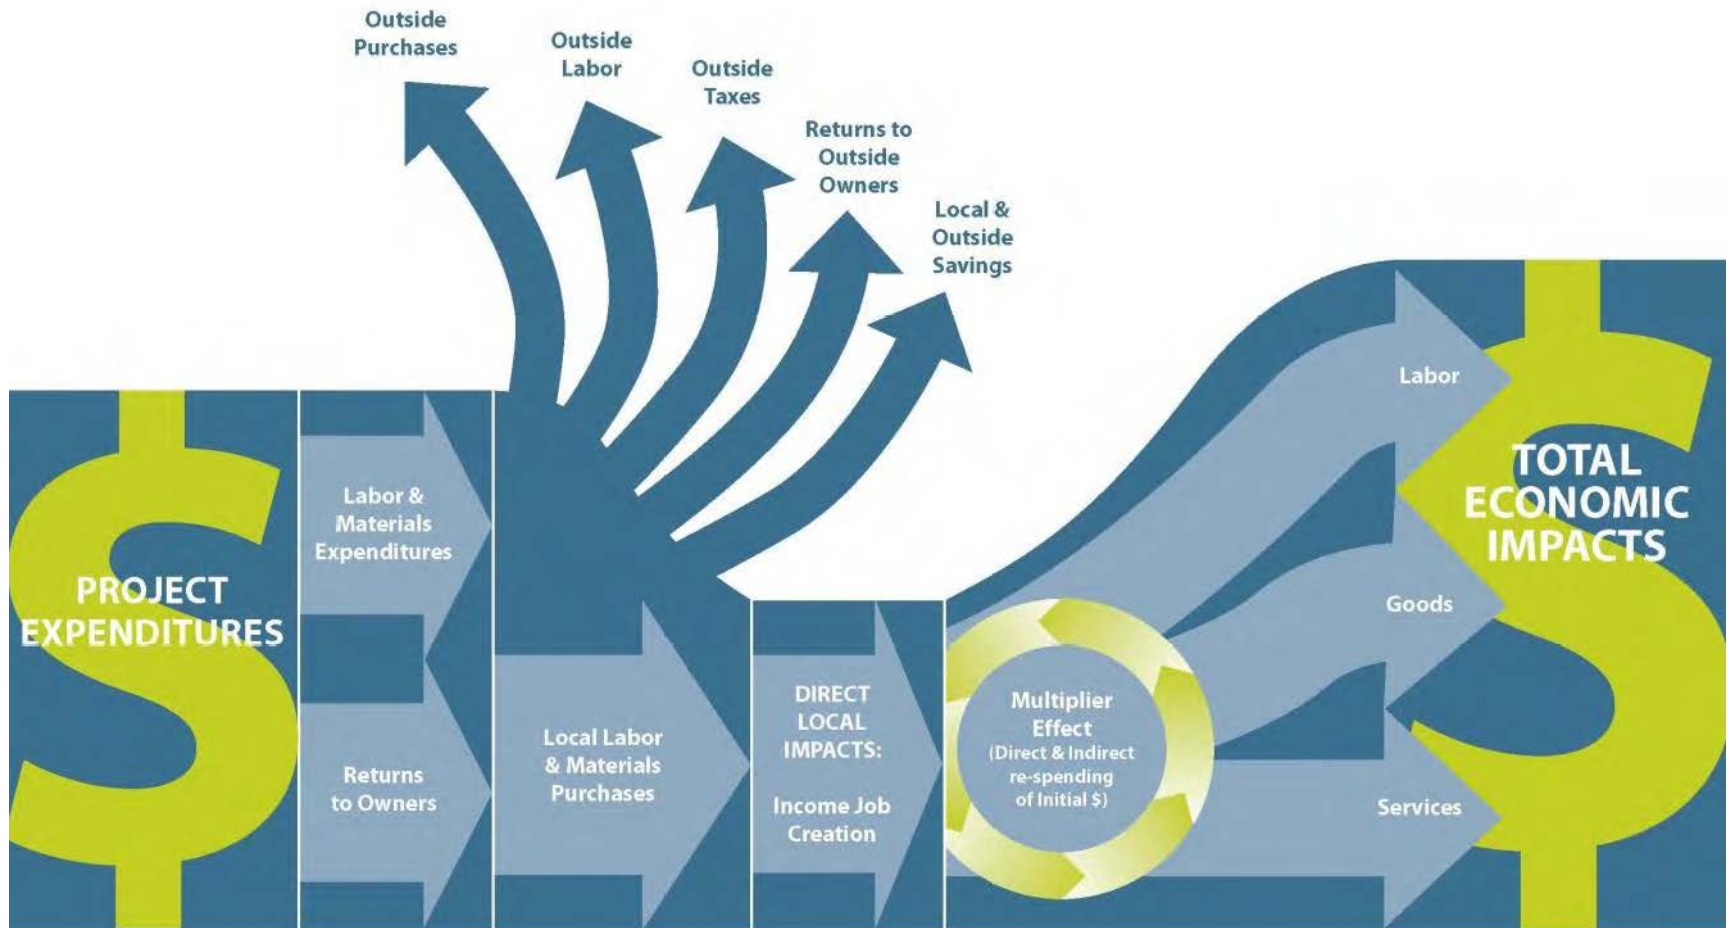 Outside
Purchases
Outside
Labor
Outside
Taxes
Returns to
Outside
Owners
Local &
Outside
Savings
PROJECT
EXPENDITURES
Labor &
Materials
Expenditures
Returns
to Owners
Local Labor
& Materials
Purchases
DIRECT
LOCAL
IMPACTS:
Income Job
Creation
Multiplier
Effect
(Direct & Indirect
re-spending
of Initial $)
Labor
Goods
Services
TOTAL
ECONOMIC
IMPACTS